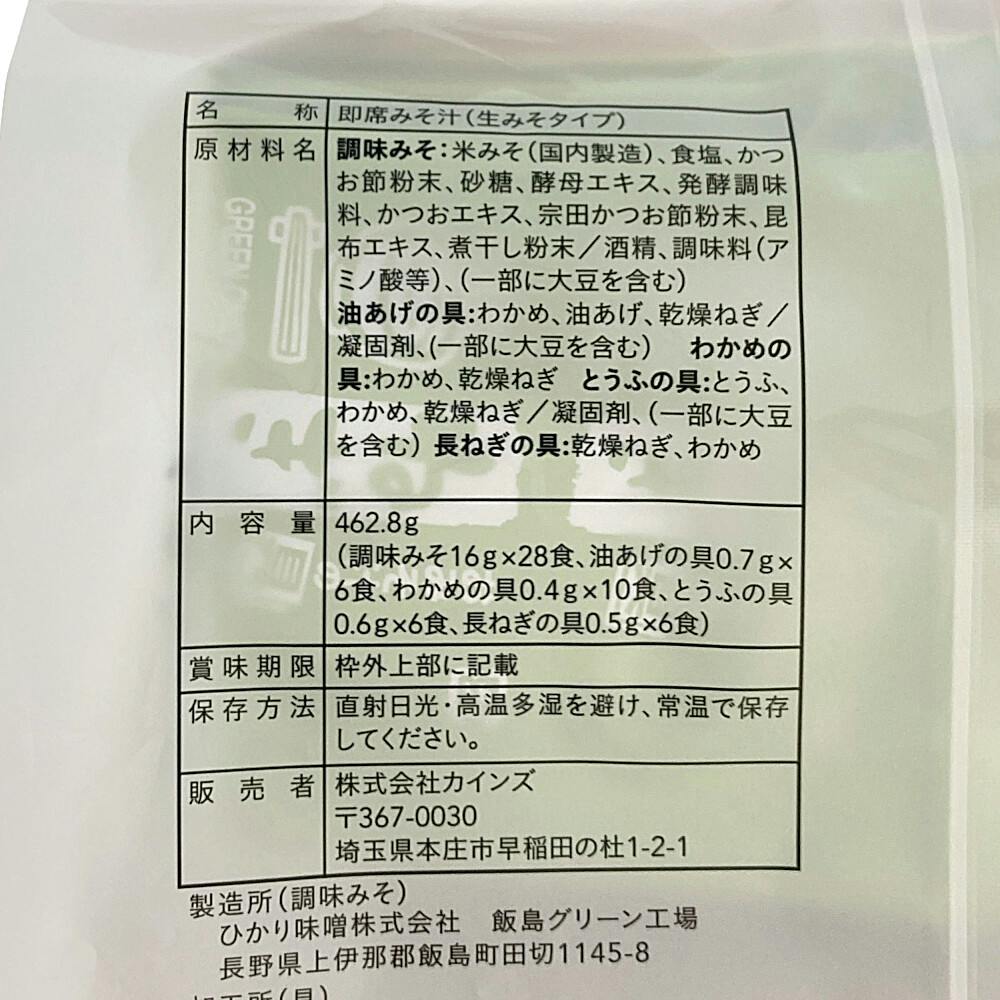 名称 即席みそ汁(生みそタイプ)
原材料名 調味みそ:米みそ(国内製造)、食塩、かつ
お節粉末、砂糖、酵母エキス、発酵調味
料、かつおエキス、宗田かつお節粉末、昆
布エキス、煮干し粉末/酒精、調味料(ア
ミノ酸等)、(一部に大豆を含む)
油あげの具:わかめ、油あげ、乾燥ねぎ/
凝固剤、(一部に大豆を含む) わかめの
具:わかめ、乾燥ねぎ とうふの具:とうふ、
わかめ、乾燥ねぎ/凝固剤、(一部に大豆
を含む) 長ねぎの具:乾燥ねぎ、わかめ
内容量 462.8g
(調味みそ16g×28食、油あげの具0.7g×
6食、わかめの具0.4g×10食、とうふの具
0.6g×6食、長ねぎの具0.5g×6食)
賞味期限 枠外上部に記載
保存方法 直射日光・高温多湿を避け、常温で保存
してください。
販売者 株式会社カインズ
〒367-0030
埼玉県本庄市早稲田の杜1-2-1
製造所(調味みそ)
ひかり味噌株式会社 飯島グリーン工場
長野県上伊那郡飯島町田切1145-8
加工所(具)